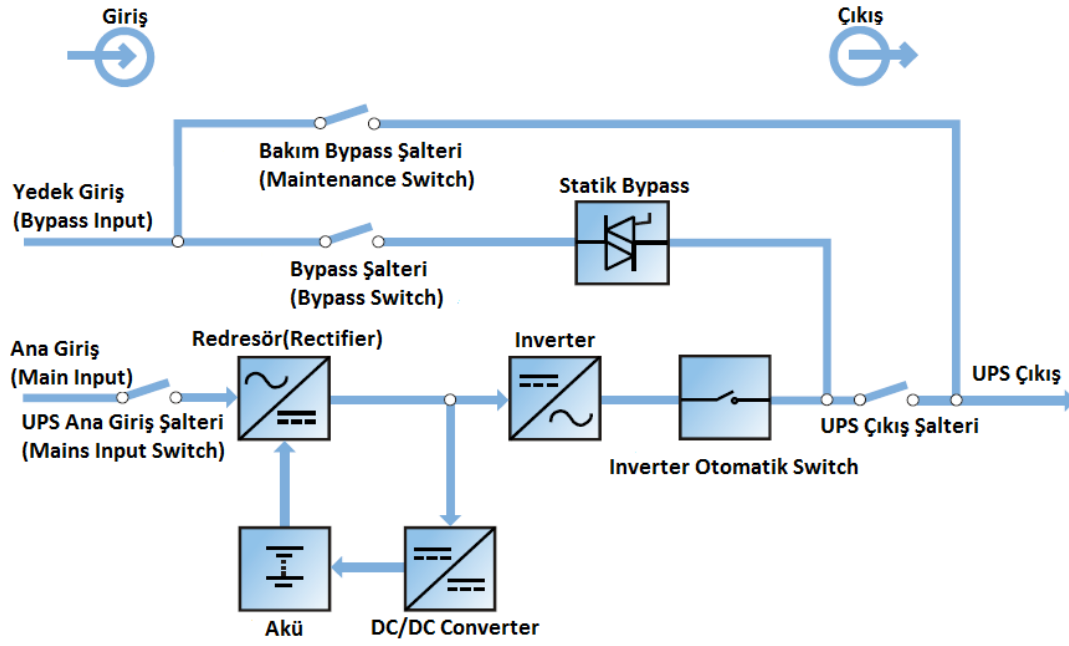 Giriş
Çıkış
Bakım Bypass Şalteri
(Maintenance Switch)
Yedek Giriş
(Bypass Input)
Statik Bypass
Bypass Şalteri
(Bypass Switch)
Redresör(Rectifier)
Inverter
Ana Giriş
(Main Input)
UPS Çıkış
UPS Ana Giriş Şalteri
(Mains Input Switch)
UPS Çıkış Şalteri
Inverter Otomatik Switch
Akü
DC/DC Converter